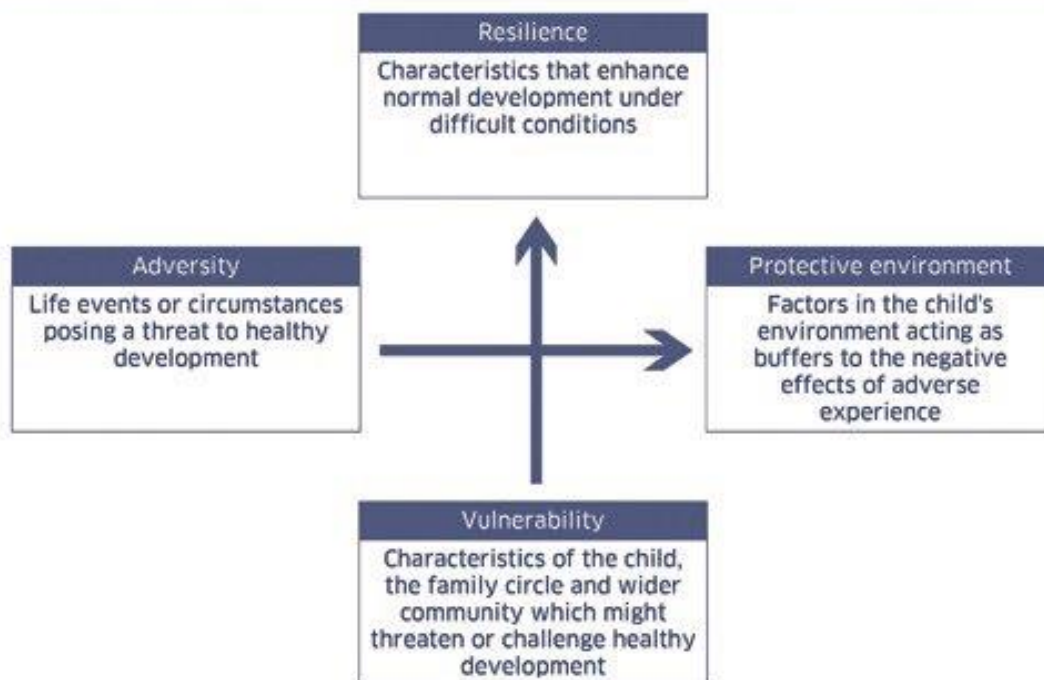 Resilience
Characteristics that enhance
normal development under
difficult conditions
Adversity
Life events or circumstances
posing a threat to healthy
development
Protective environment
Factors in the child's
environment acting as
buffers to the negative
effects of adverse
experience
Vulnerability
Characteristics of the child,
the family circle and wider
community which might
threaten or challenge healthy
development